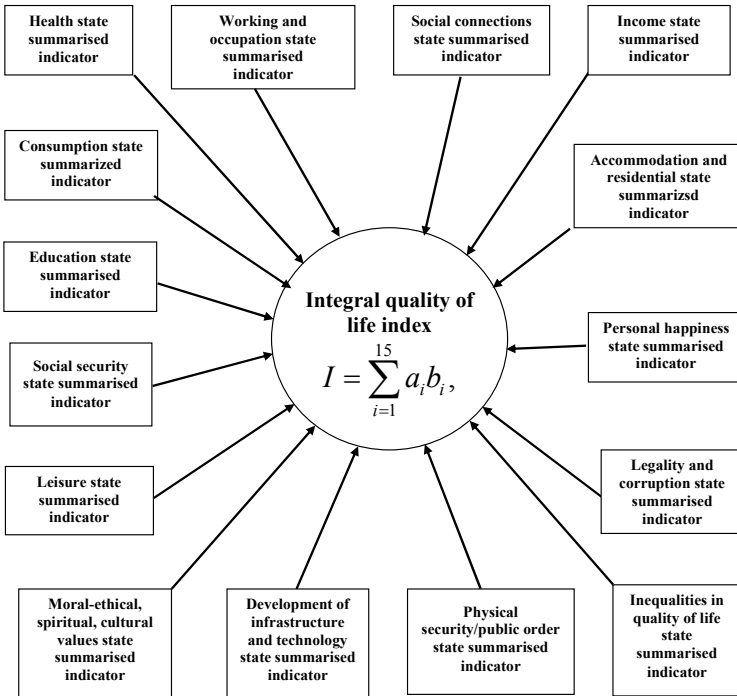 Health state
summarised
indicator
Working and
occupation state
summarised
indicator
Social connections
state summarised
indicator
Income state
summarised
indicator
Consumption state
summarized
indicator
Accommodation and
residential state
summarizsd
indicator
Education state
summarised
indicator
Integral quality of
life index
I = \sum_{i=1}^{15} a_i b_i,
Personal happiness
state summarised
indicator
Social security
state summarised
indicator
Leisure state
summarised
indicator
Legality and
corruption state
summarised
indicator
Moral-ethical,
spiritual, cultural
values state
summarised
indicator
Development of
infrastructure
and technology
state summarised
indicator
Physical
security/public order
state summarised
indicator
Inequalities in
quality of life
state
summarised
indicator